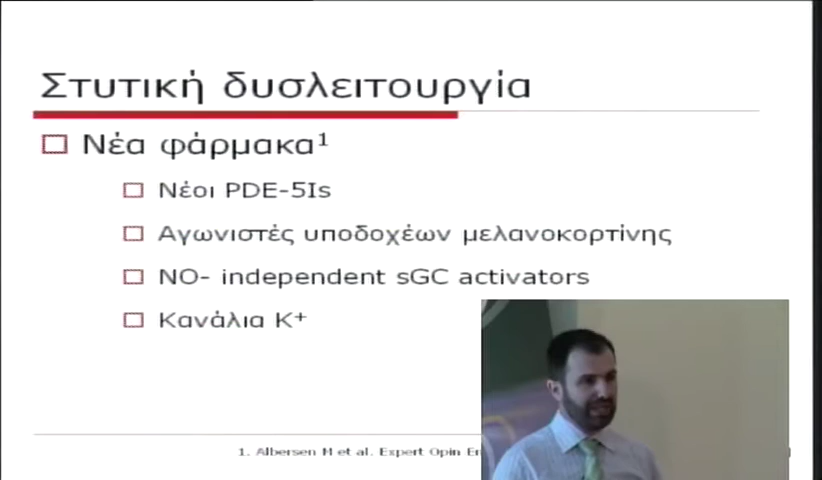 Στυτική δυσλειτουργία
Νέα φάρμακα¹
Νέοι PDE-5Is
Αγωνιστές υποδοχέων μελανοκορτίνης
NO- independent sGC activators
Κανάλια K⁺
1. Albersen M et al. Expert Opin